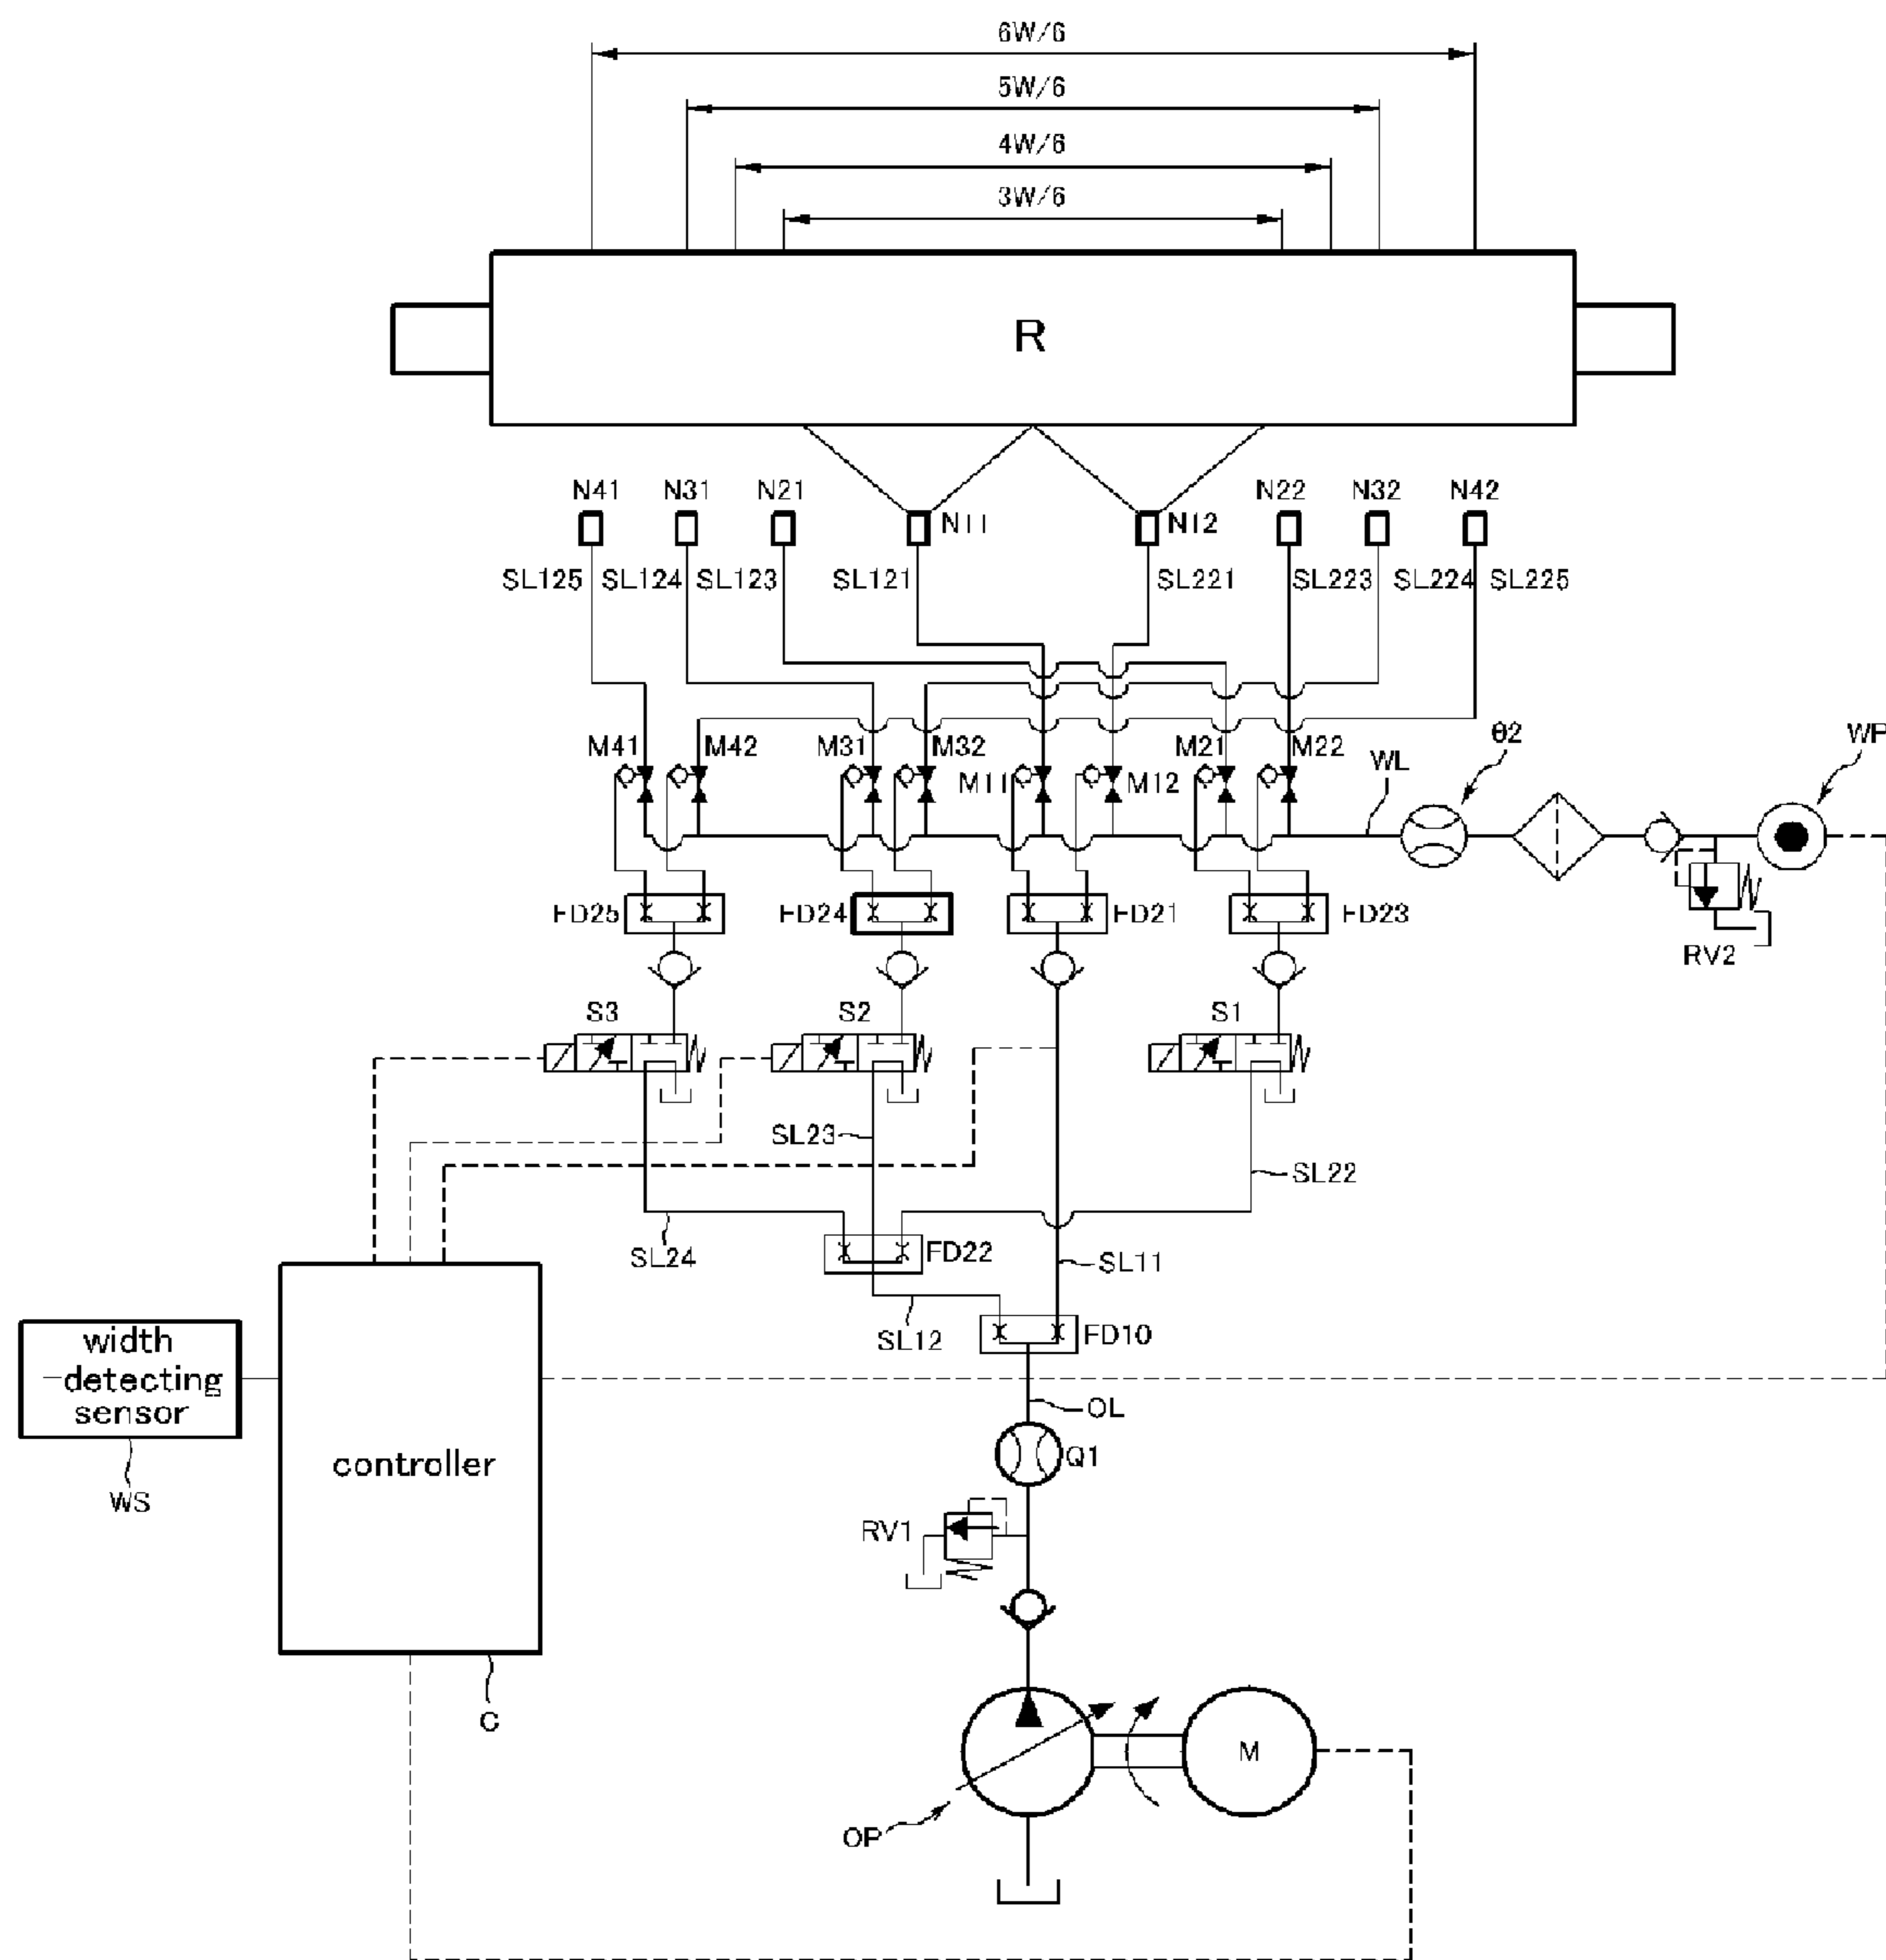 6W/6
5W/6
4W/6
3W/6
R
N41 N31 N21 N11 N12 N22 N32 N42
SL125 SL124 SL123 SL121 SL221 SL223 SL224 SL225
M41 M42 M31 M32 M11 M12 M21 M22 WL θ2 WP
FD25 FD24 FD21 FD23
RV2
S3 S2 S1
SL23
SL22
SL24 FD22 SL11
SL12 FD10
width
-detecting
sensor
OL
controller
Q1
WS
RV1
C
M
OP